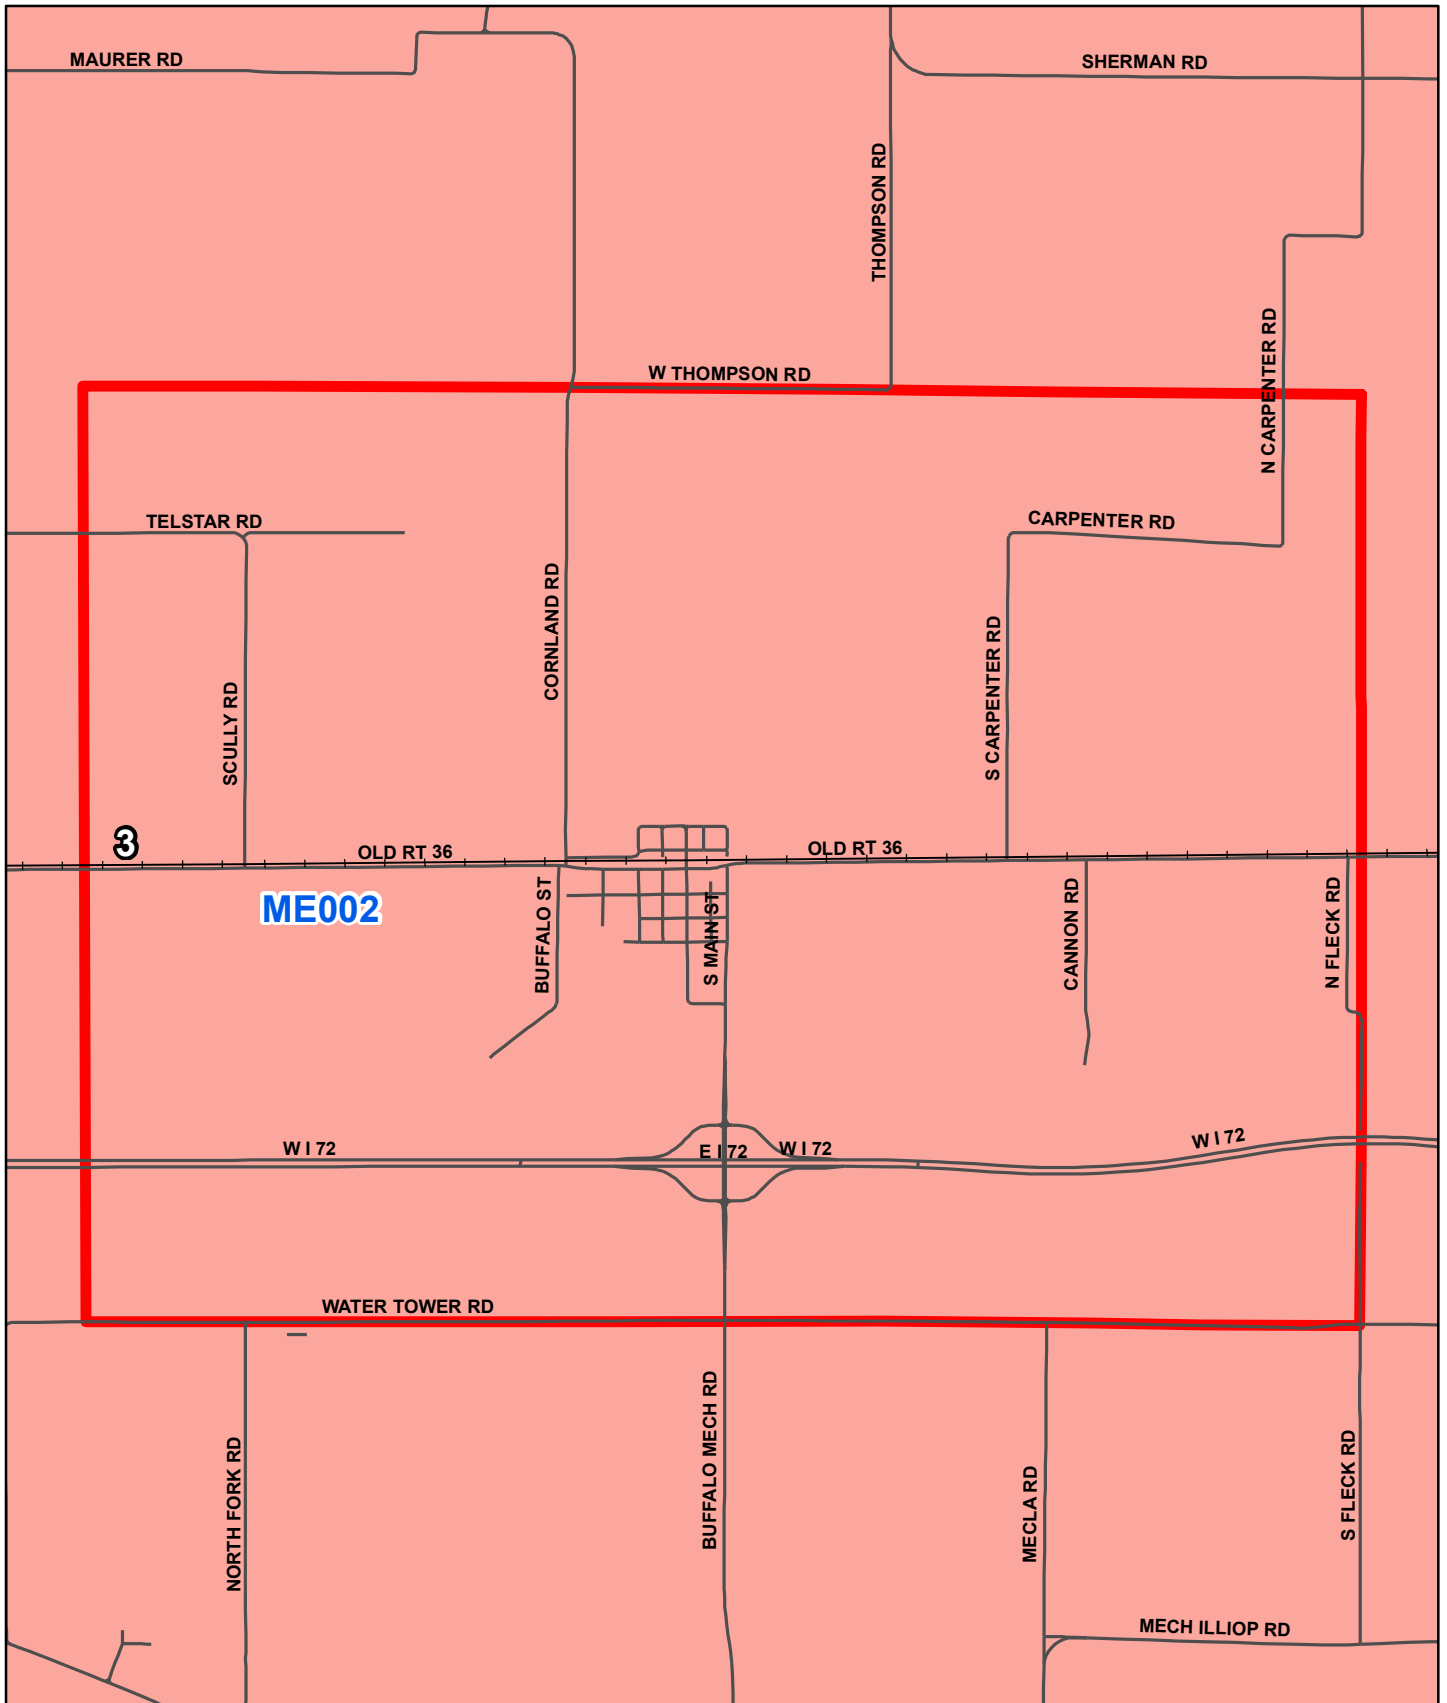 MAURER RD
SHERMAN RD
THOMPSON RD
N CARPENTER RD
W THOMPSON RD
TELSTAR RD
CARPENTER RD
CORNLAND RD
S CARPENTER RD
SCULLY RD
3
OLD RT 36
OLD RT 36
ME002
BUFFALO ST
S MAIN ST
CANNON RD
N FLECK RD
W I 72
E I 72
W I 72
W I 72
WATER TOWER RD
NORTH FORK RD
BUFFALO MECH RD
MECLA RD
S FLECK RD
MECH ILLIOP RD